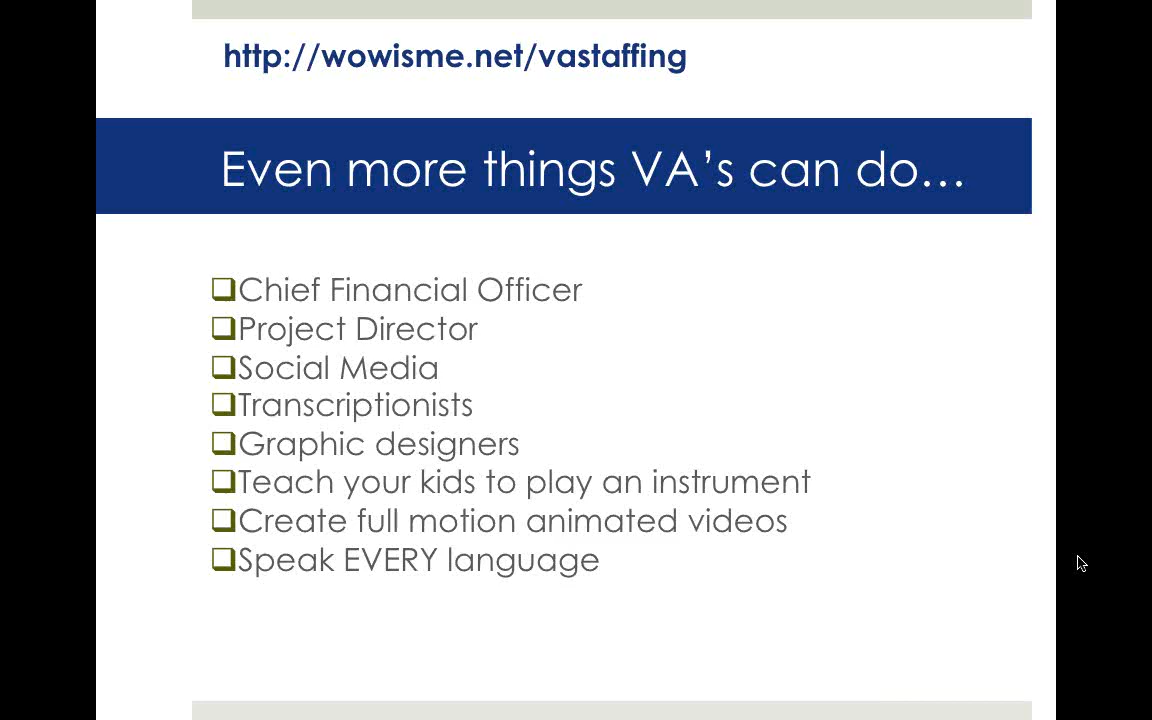 http://wowisme.net/vastaffing
Even more things VA’s can do…
❑Chief Financial Officer
❑Project Director
❑Social Media
❑Transcriptionists
❑Graphic designers
❑Teach your kids to play an instrument
❑Create full motion animated videos
❑Speak EVERY language